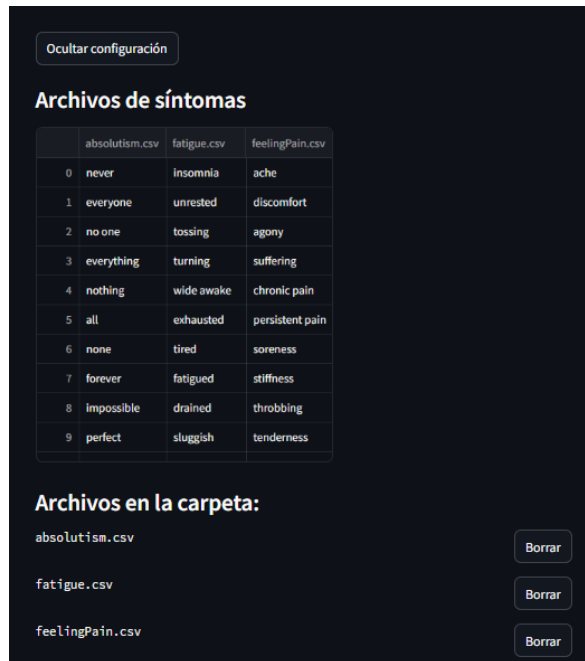 Ocultar configuración
Archivos de síntomas
absolutism.csv fatigue.csv feelingPain.csv
0 never insomnia ache
1 everyone unrested discomfort
2 no one tossing agony
3 everything turning suffering
4 nothing wide awake chronic pain
5 all exhausted persistent pain
6 none tired soreness
7 forever fatigued stiffness
8 impossible drained throbbing
9 perfect sluggish tenderness
Archivos en la carpeta:
absolutism.csv Borrar
fatigue.csv Borrar
feelingPain.csv Borrar